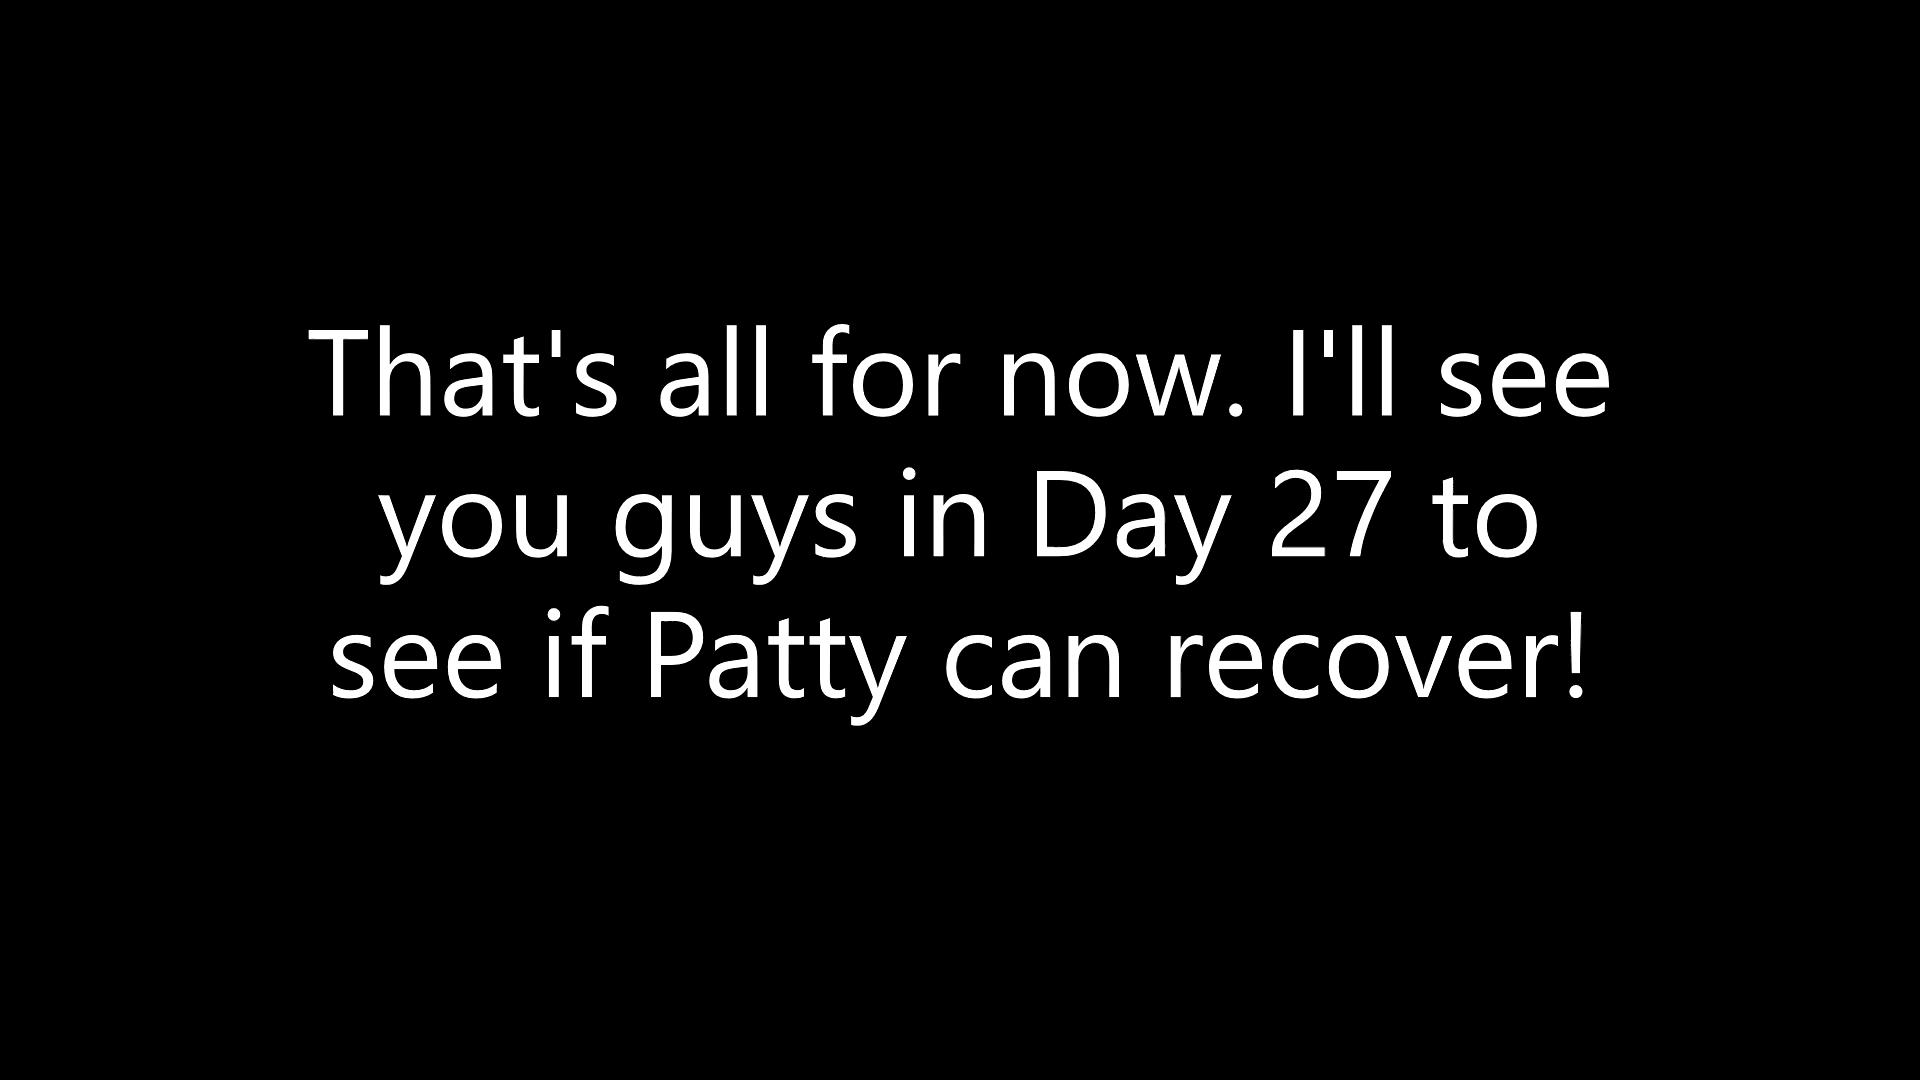 That's all for now. I'll see
you guys in Day 27 to
see if Patty can recover!